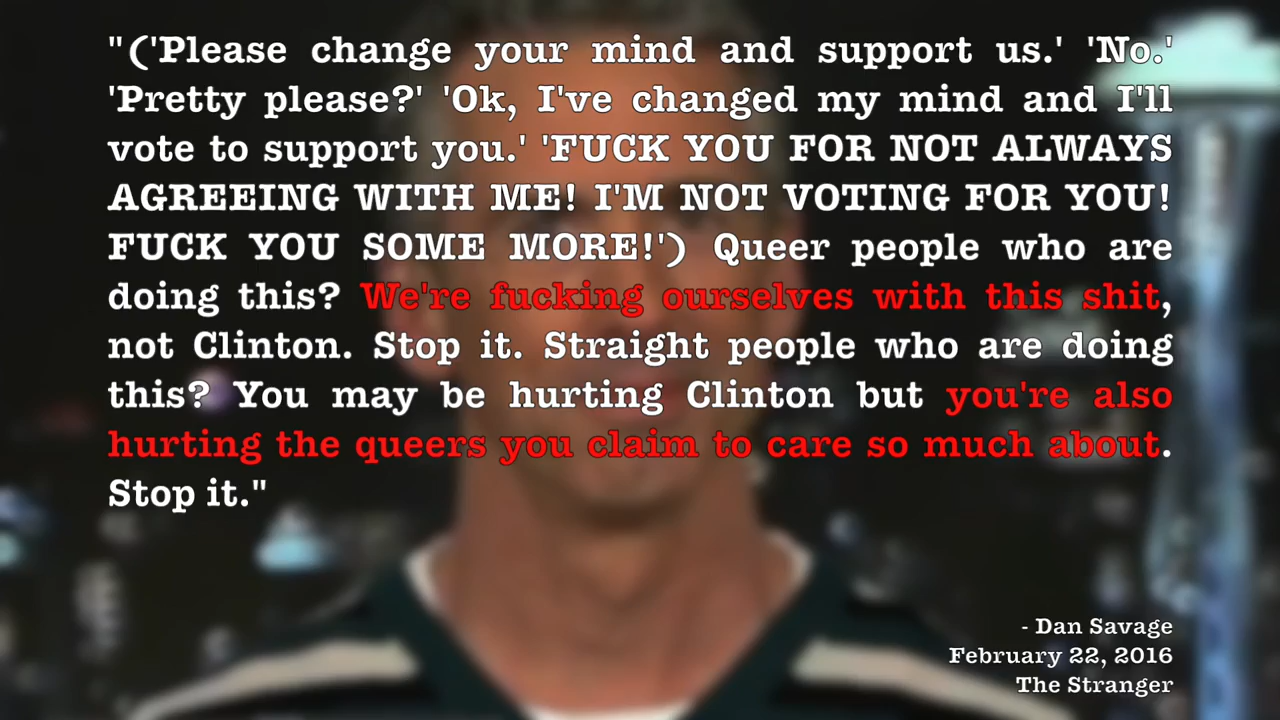 "('Please change your mind and support us.' 'No.'
'Pretty please?' 'Ok, I've changed my mind and I'll
vote to support you.' 'FUCK YOU FOR NOT ALWAYS
AGREEING WITH ME! I'M NOT VOTING FOR YOU!
FUCK YOU SOME MORE!') Queer people who are
doing this? We're fucking ourselves with this shit,
not Clinton. Stop it. Straight people who are doing
this? You may be hurting Clinton but you're also
hurting the queers you claim to care so much about.
Stop it."
- Dan Savage
February 22, 2016
The Stranger